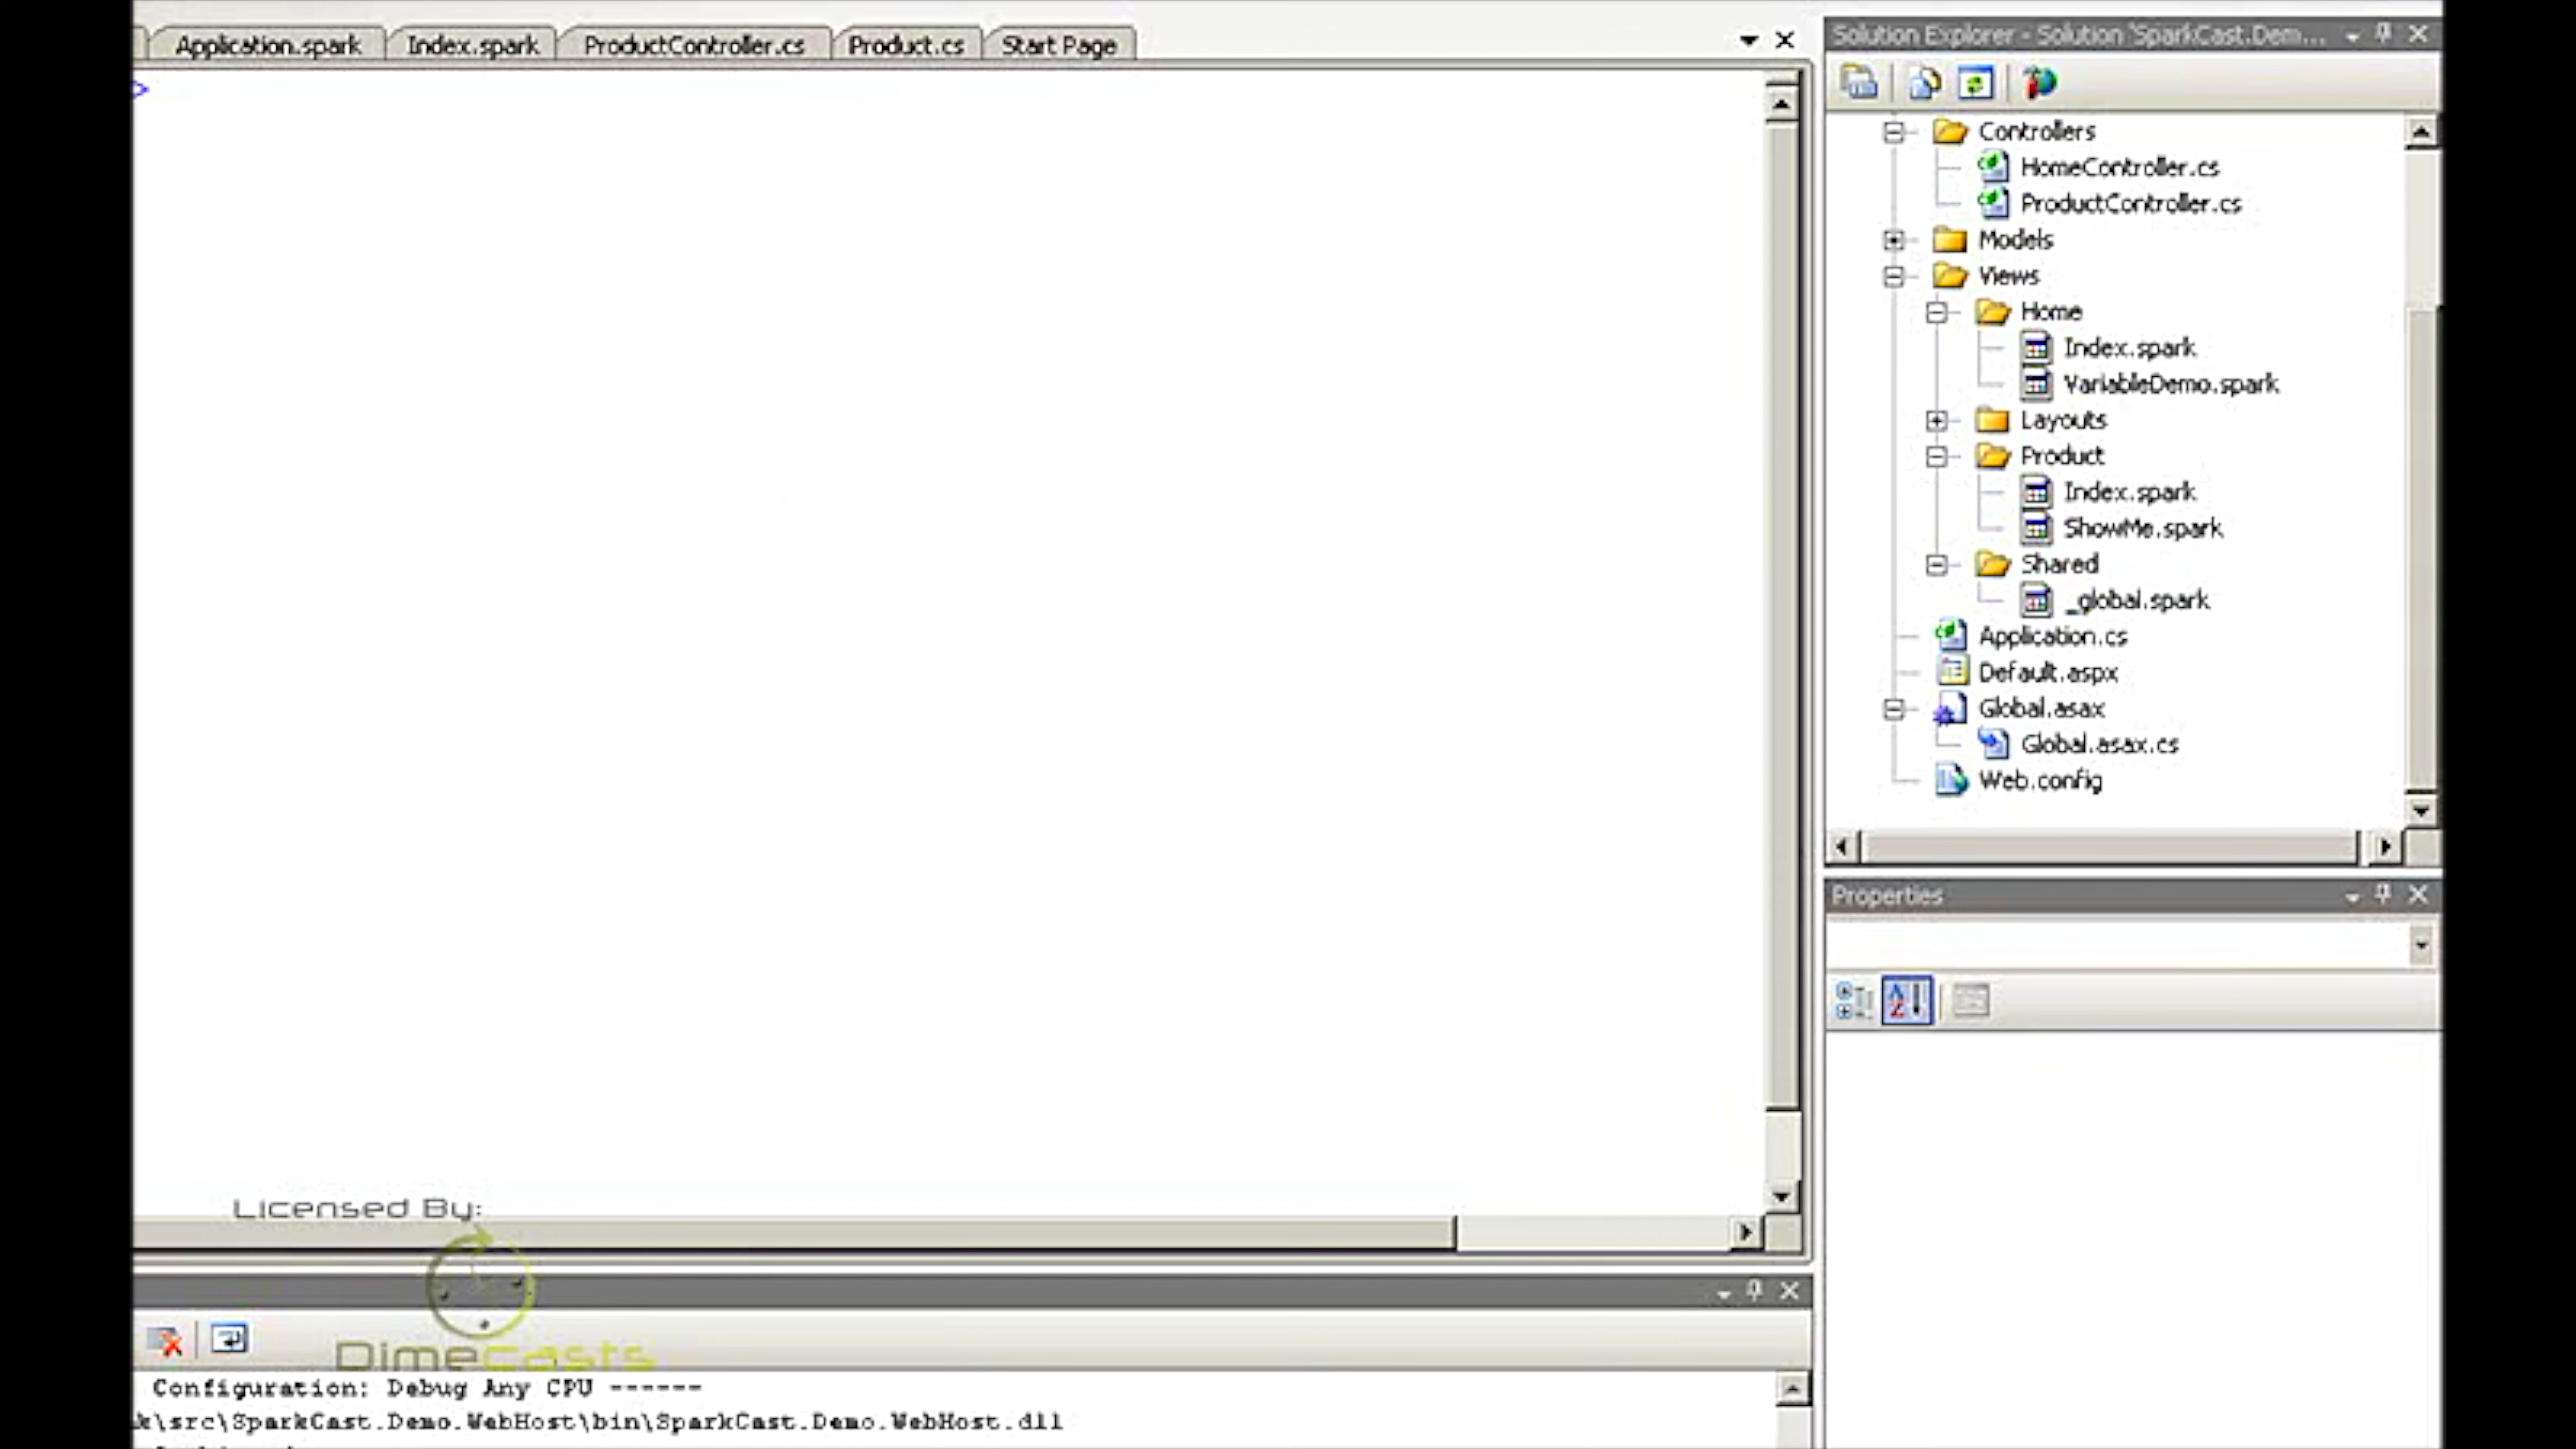 Application.spark
Index.spark
ProductController.cs
Product.cs
Start Page
>
Solution Explorer - Solution 'SparkCast.Dem...
Controllers
HomeController.cs
ProductController.cs
Models
Views
Home
Index.spark
VariableDemo.spark
Layouts
Product
Index.spark
ShowMe.spark
Shared
_global.spark
Application.cs
Default.aspx
Global.asax
Global.asax.cs
Web.config
Properties
Licensed By:
DimeCasts
Configuration: Debug Any CPU ------
k\src\SparkCast.Demo.WebHost\bin\SparkCast.Demo.WebHost.dll